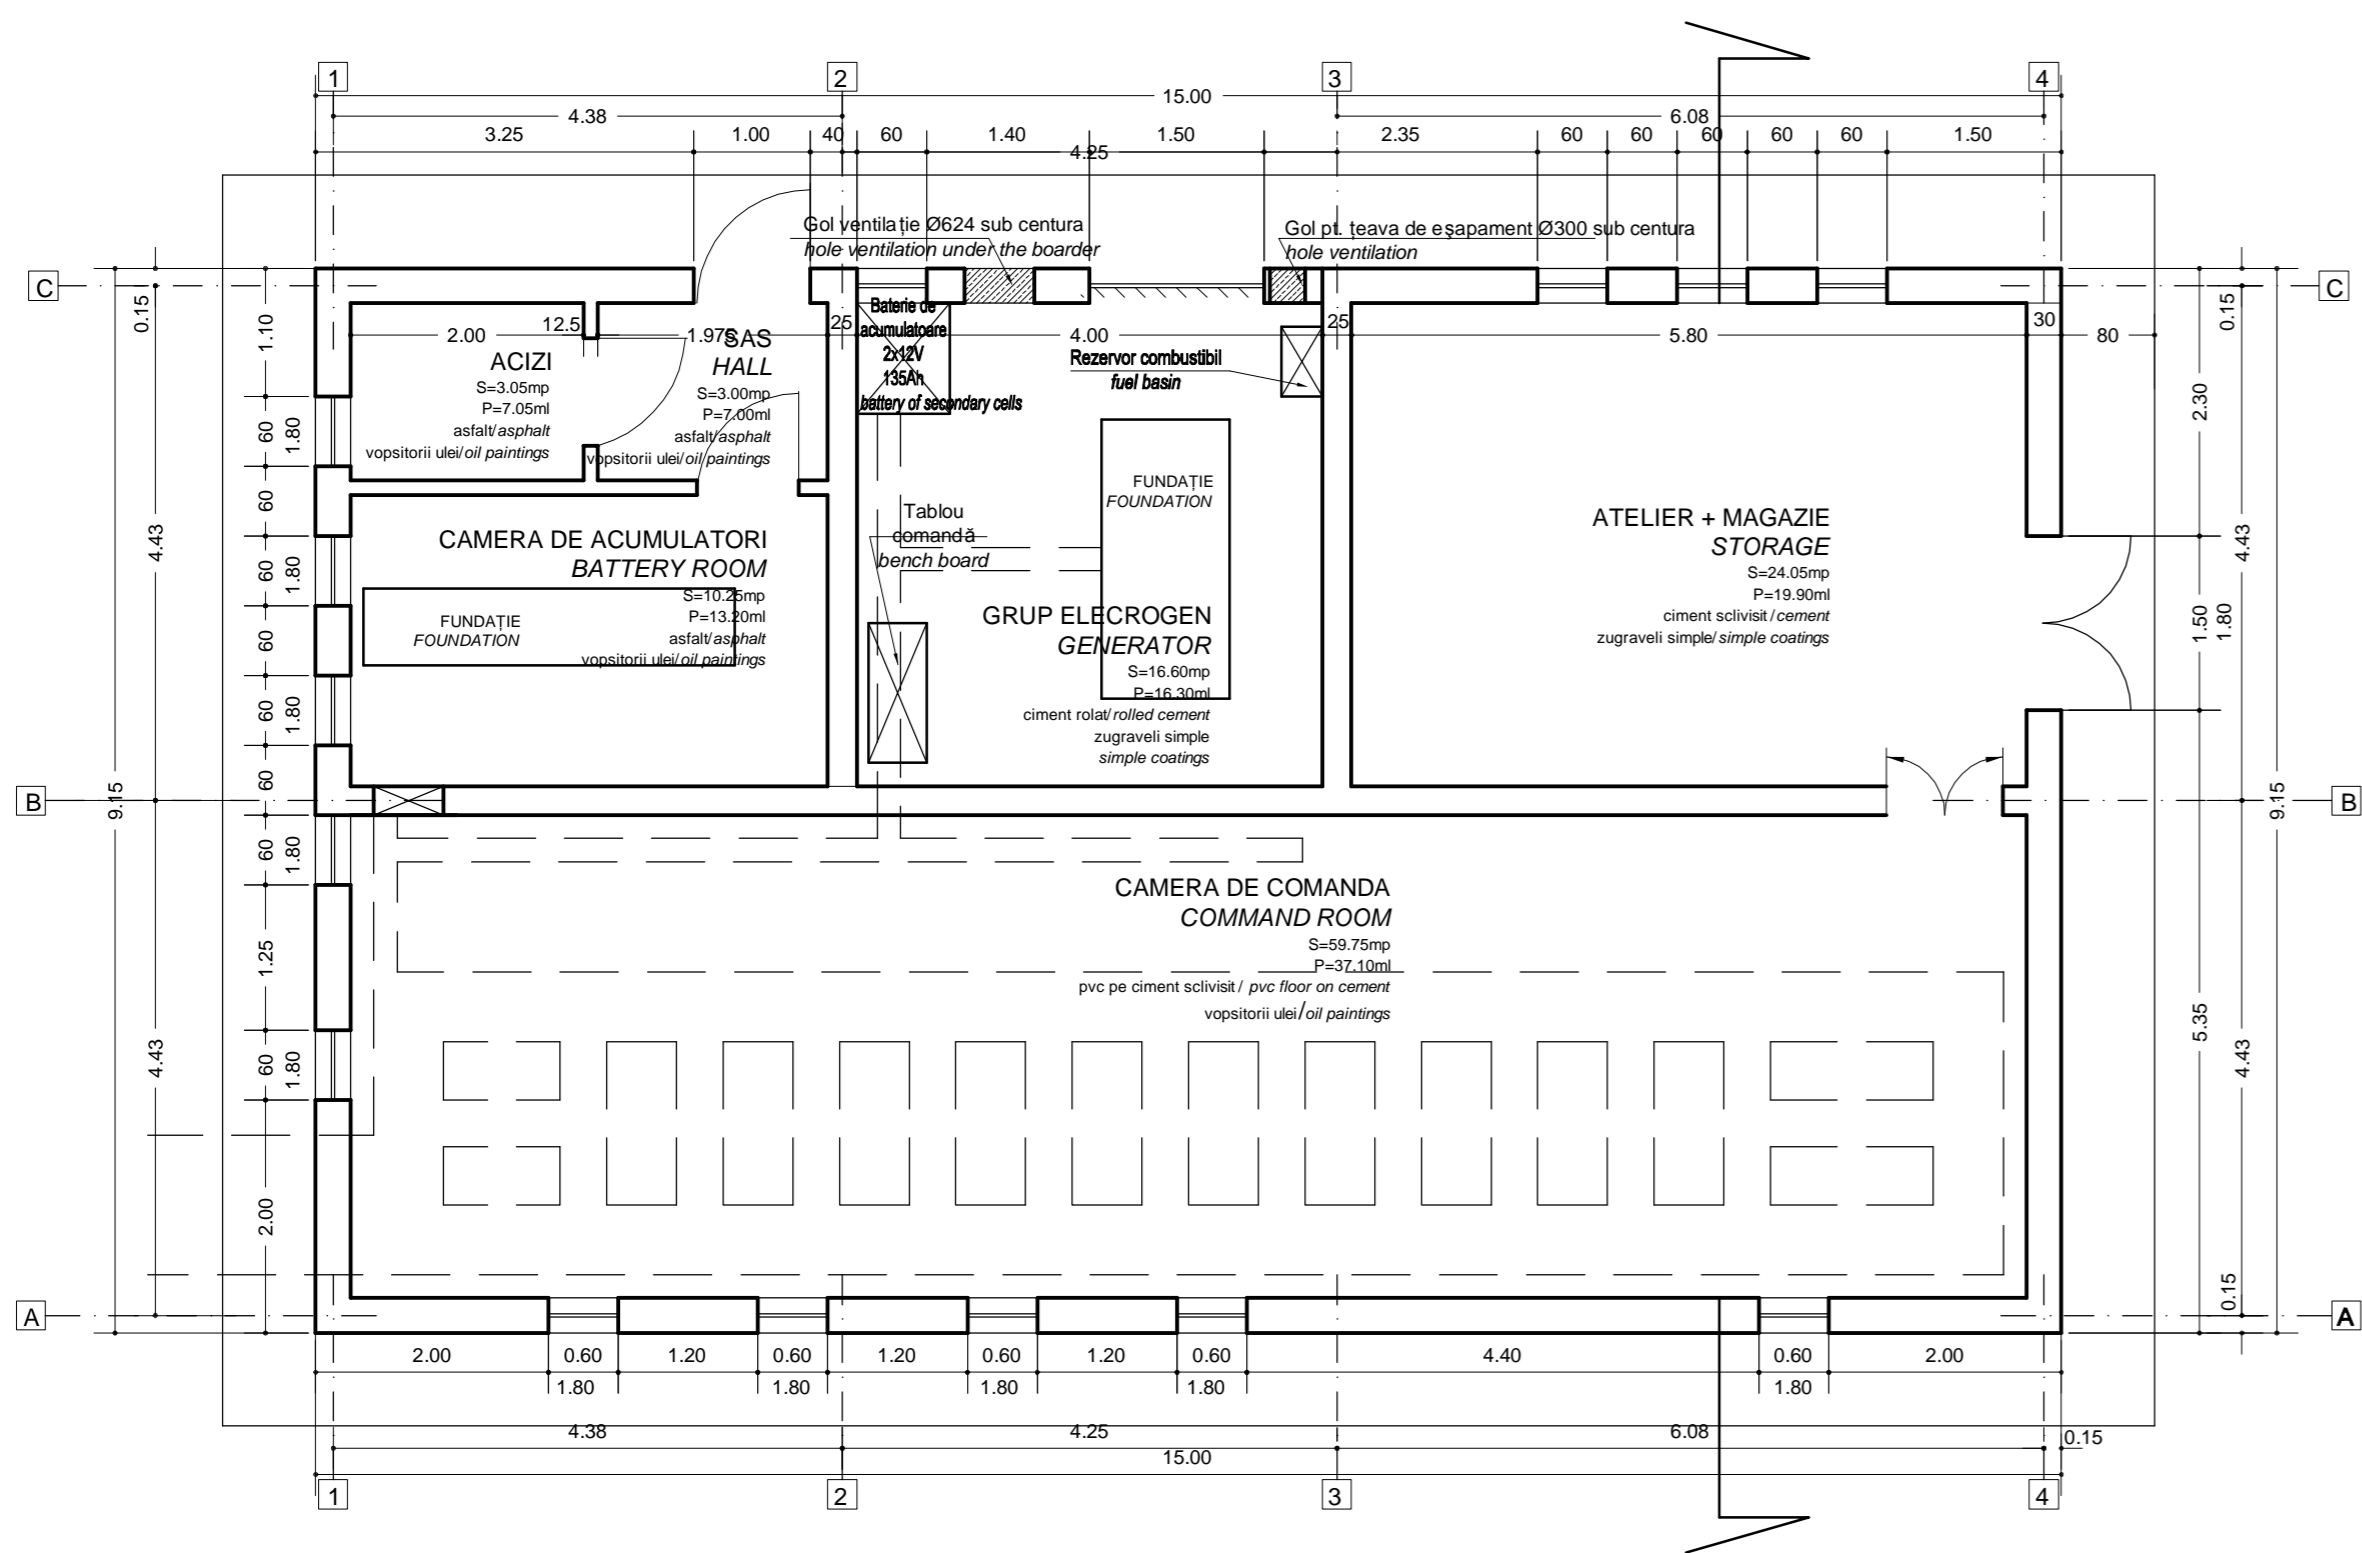 1 2 3 4
15.00
4.38 6.08
3.25 1.00 40 60 1.40 1.50 2.35 60 60 60 60 60 1.50
4.25
Gol ventilație Ø624 sub centura
hole ventilation under the boarder
Gol pt. țeava de eșapament Ø300 sub centura
hole ventilation
C C
0.15 1.10 0.15
2.00 12.5 1.975 25 4.00 25 5.80 30 80
ACIZI
S=3.05mp
P=7.05ml
asfalt/asphalt
vopsitorii ulei/oil paintings
SAS
HALL
S=3.00mp
P=7.00ml
asfalt/asphalt
vopsitorii ulei/oil paintings
Baterie de
acumulatoare
2x12V
135Ah
battery of secondary cells
Rezervor combustibil
fuel basin
FUNDAȚIE
FOUNDATION
Tablou
comandă
bench board
CAMERA DE ACUMULATORI
BATTERY ROOM
S=10.25mp
P=13.20ml
asfalt/asphalt
vopsitorii ulei/oil paintings
FUNDAȚIE
FOUNDATION
GRUP ELECROGEN
GENERATOR
S=16.60mp
P=16.30ml
ciment rolat/rolled cement
zugraveli simple
simple coatings
ATELIER + MAGAZIE
STORAGE
S=24.05mp
P=19.90ml
ciment sclivisit/cement
zugraveli simple/simple coatings
60 1.80
60
60 1.80
60
60 1.80
60
60 1.80
1.25
60 1.80
2.00
4.43
9.15
4.43
2.30
1.50 1.80
5.35
4.43
9.15
4.43
0.15
B B
CAMERA DE COMANDA
COMMAND ROOM
S=59.75mp
P=37.10ml
pvc pe ciment sclivisit/ pvc floor on cement
vopsitorii ulei/oil paintings
A A
2.00 0.60 1.20 0.60 1.20 0.60 1.20 0.60 4.40 0.60 2.00
1.80 1.80 1.80 1.80 1.80
4.38 4.25 6.08 0.15
15.00
1 2 3 4